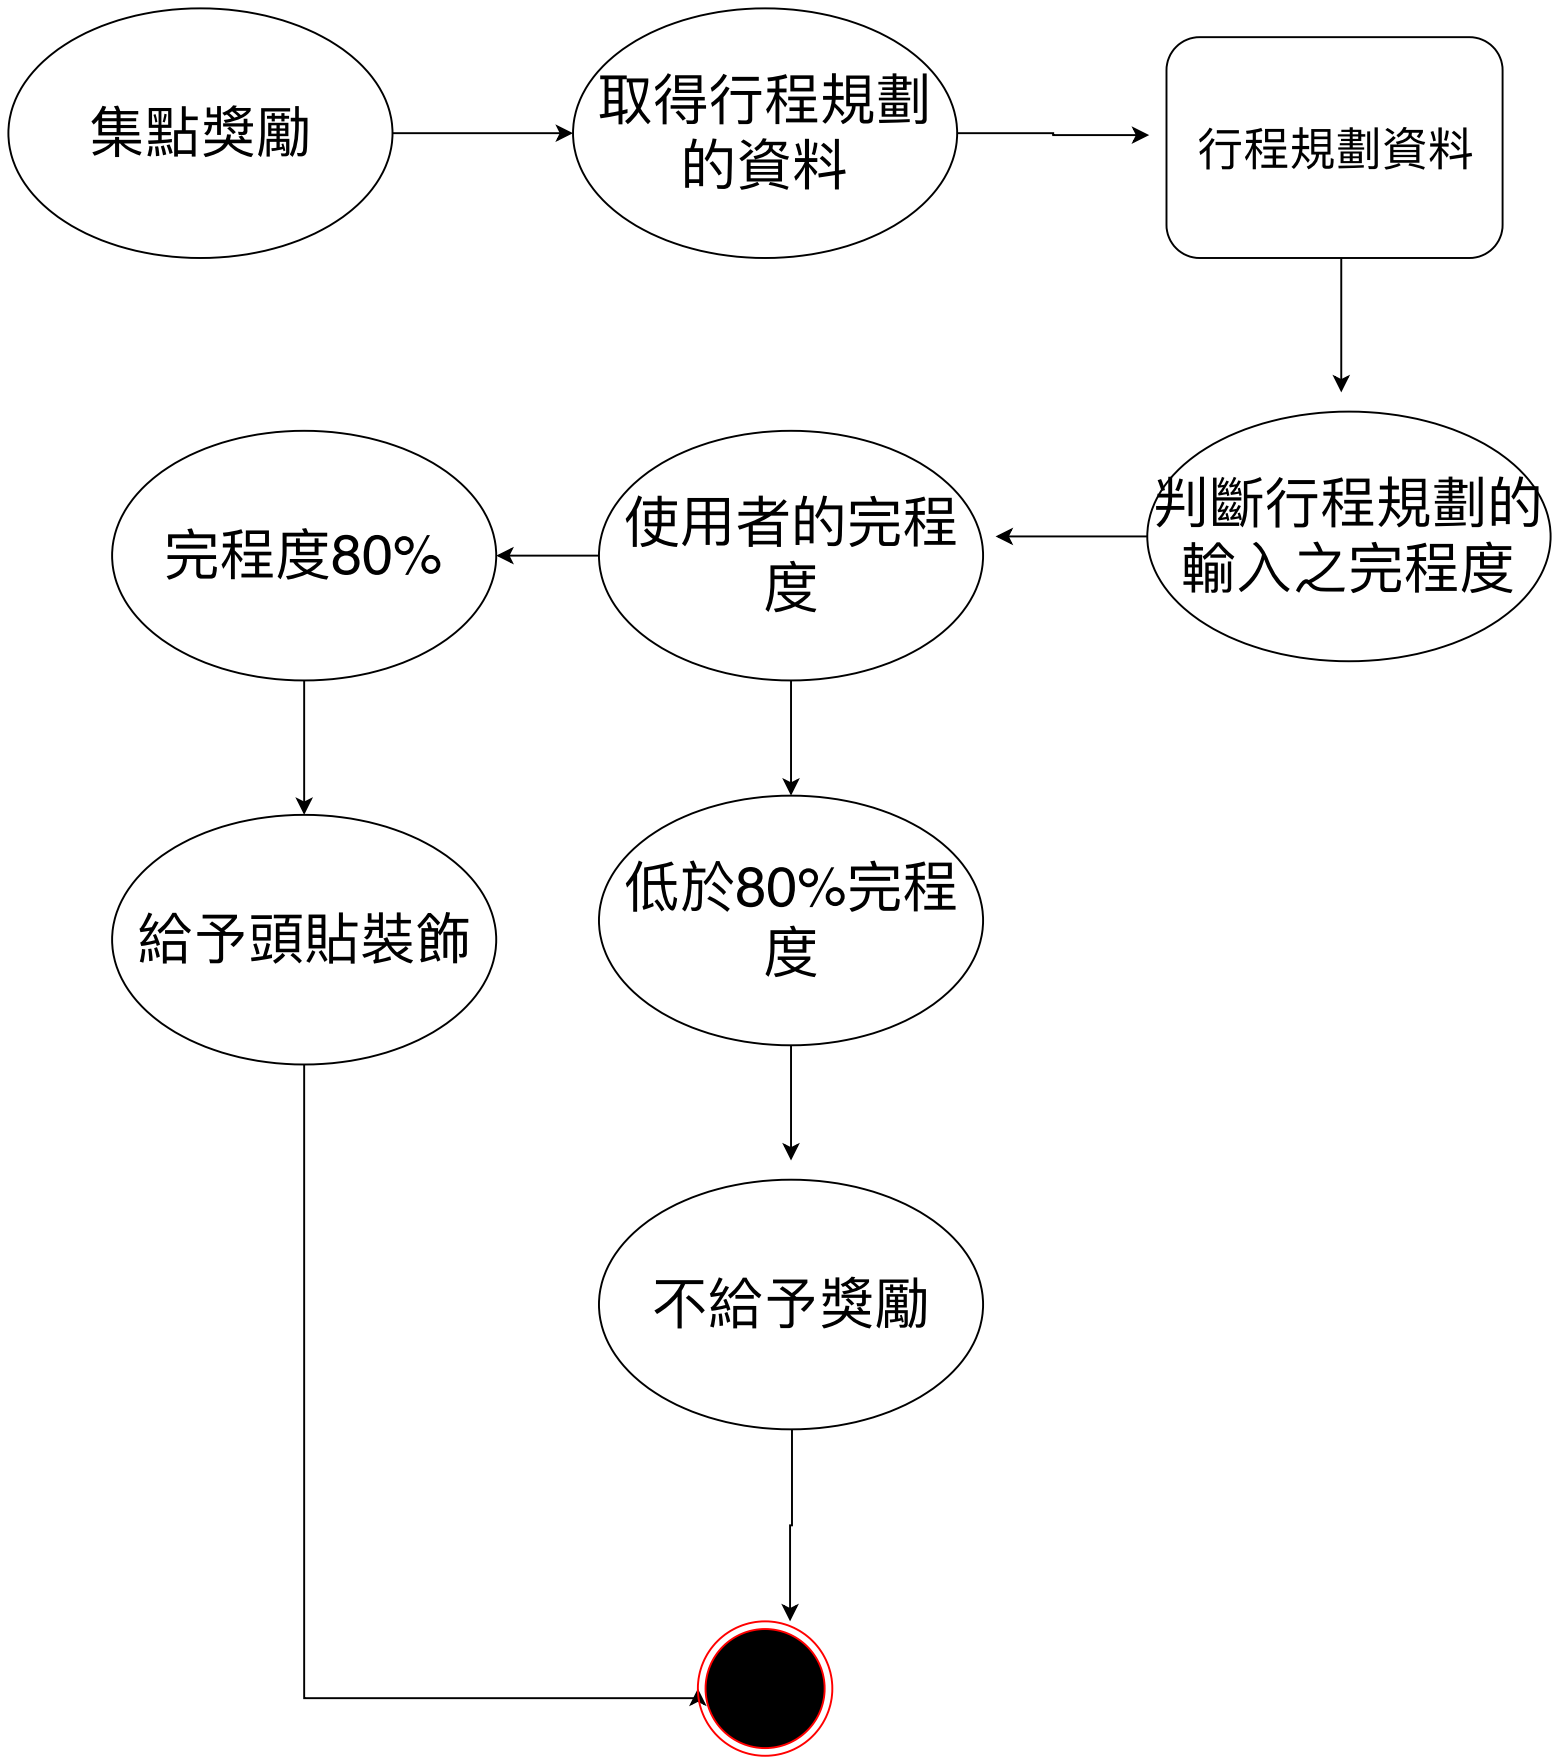 集點獎勵
取得行程規劃
的資料
行程規劃資料
判斷行程規劃的
輸入之完程度
使用者的完程
度
完程度80%
給予頭貼裝飾
低於80%完程
度
不給予獎勵